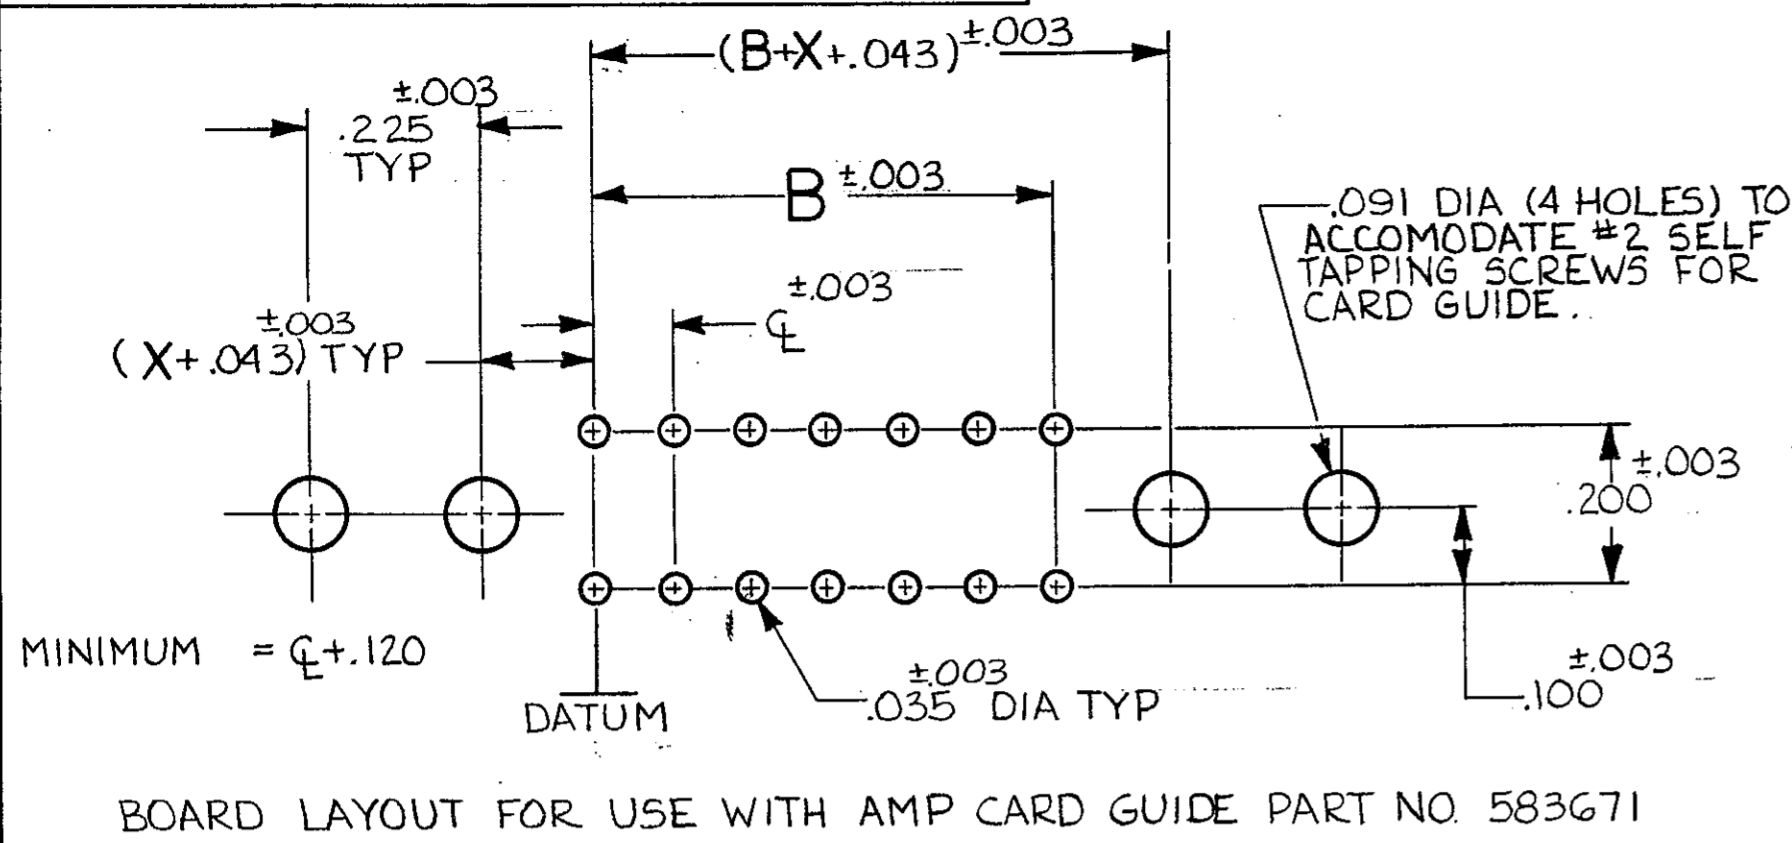 (B+X+.043)±.003
±.003
.225
TYP
B ±.003
.091 DIA (4 HOLES) TO
ACCOMODATE #2 SELF
TAPPING SCREWS FOR
CARD GUIDE.
±.003
℄
±.003
(X+.043) TYP
±.003
.200
MINIMUM = ℄+.120
±.003
.035 DIA TYP
±.003
.100
DATUM
BOARD LAYOUT FOR USE WITH AMP CARD GUIDE PART NO. 583671